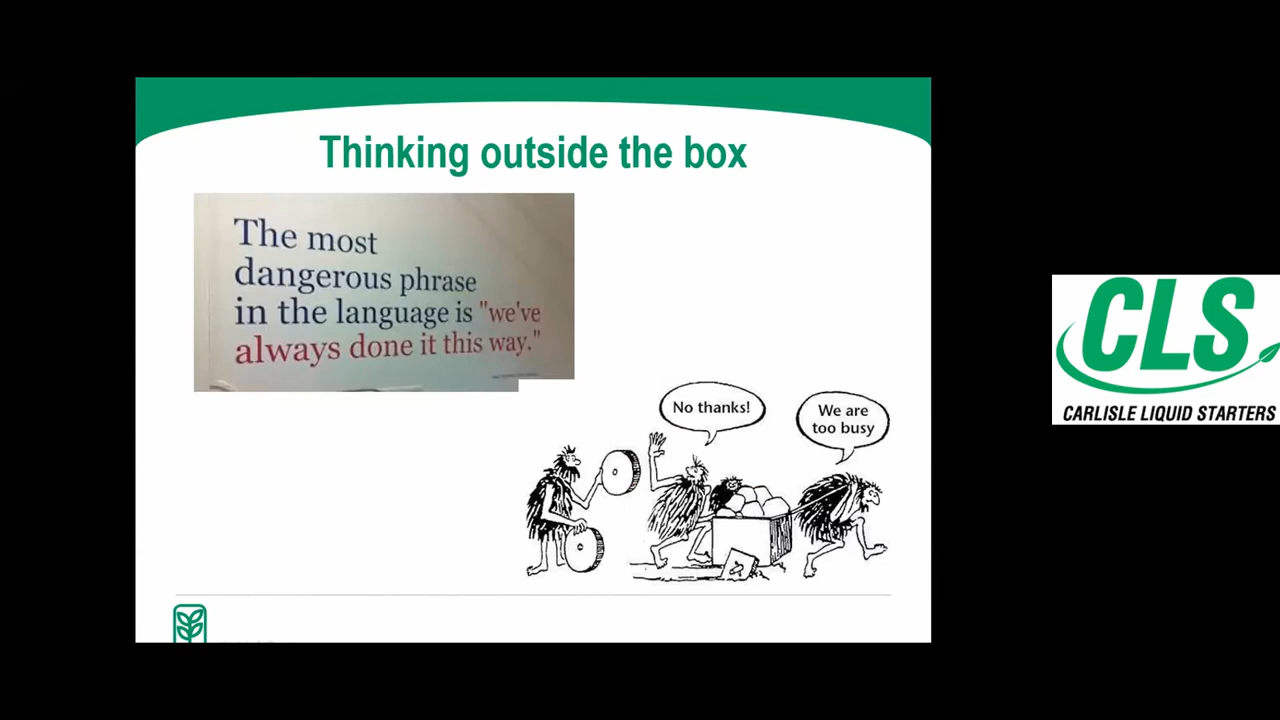 Thinking outside the box
The most
dangerous phrase
in the language is "we've
always done it this way."
No thanks!
We are
too busy
CLS
CARLISLE LIQUID STARTERS